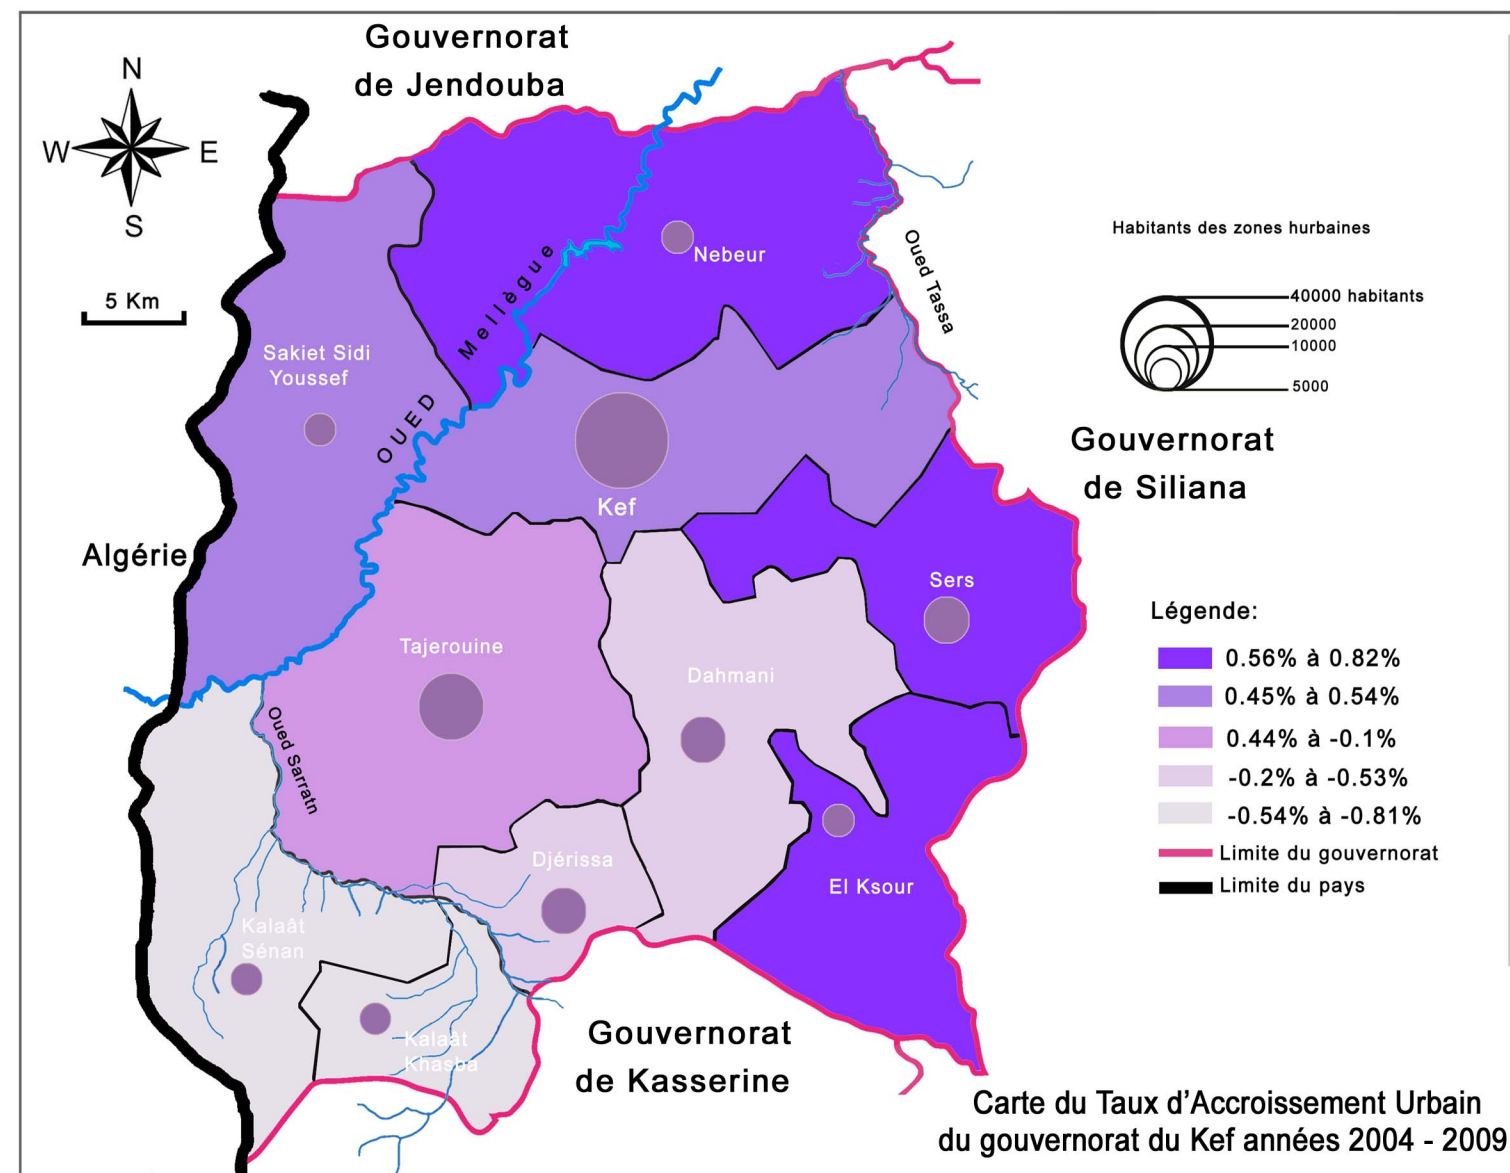 Gouvernorat
de Jendouba
N
W
E
S
5 Km
Nebeur
Oued Tassa
Habitants des zones hurbaines
40000 habitants
20000
10000
5000
Sakiet Sidi
Youssef
OUED Mellègue
Gouvernorat
de Siliana
Kef
Algérie
Sers
Tajerouine
Dahmani
Oued Sarratn
Légende:
0.56% à 0.82%
0.45% à 0.54%
0.44% à -0.1%
-0.2% à -0.53%
-0.54% à -0.81%
Limite du gouvernorat
Limite du pays
Djérissa
El Ksour
Kalaât
Sénan
Kalaât
Khasba
Gouvernorat
de Kasserine
Carte du Taux d'Accroissement Urbain
du gouvernorat du Kef années 2004 - 2009